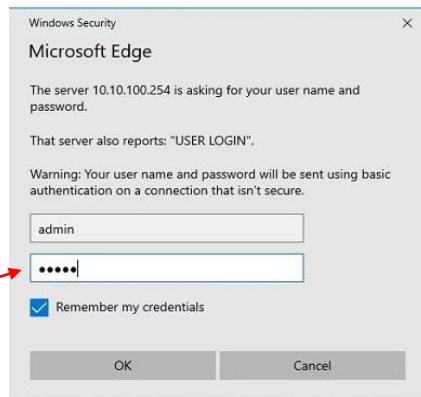 Windows Security
Microsoft Edge
The server 10.10.100.254 is asking for your user name and
password.
That server also reports: "USER LOGIN".
Warning: Your user name and password will be sent using basic
authentication on a connection that isn't secure.
admin
•••••
Remember my credentials
OK
Cancel